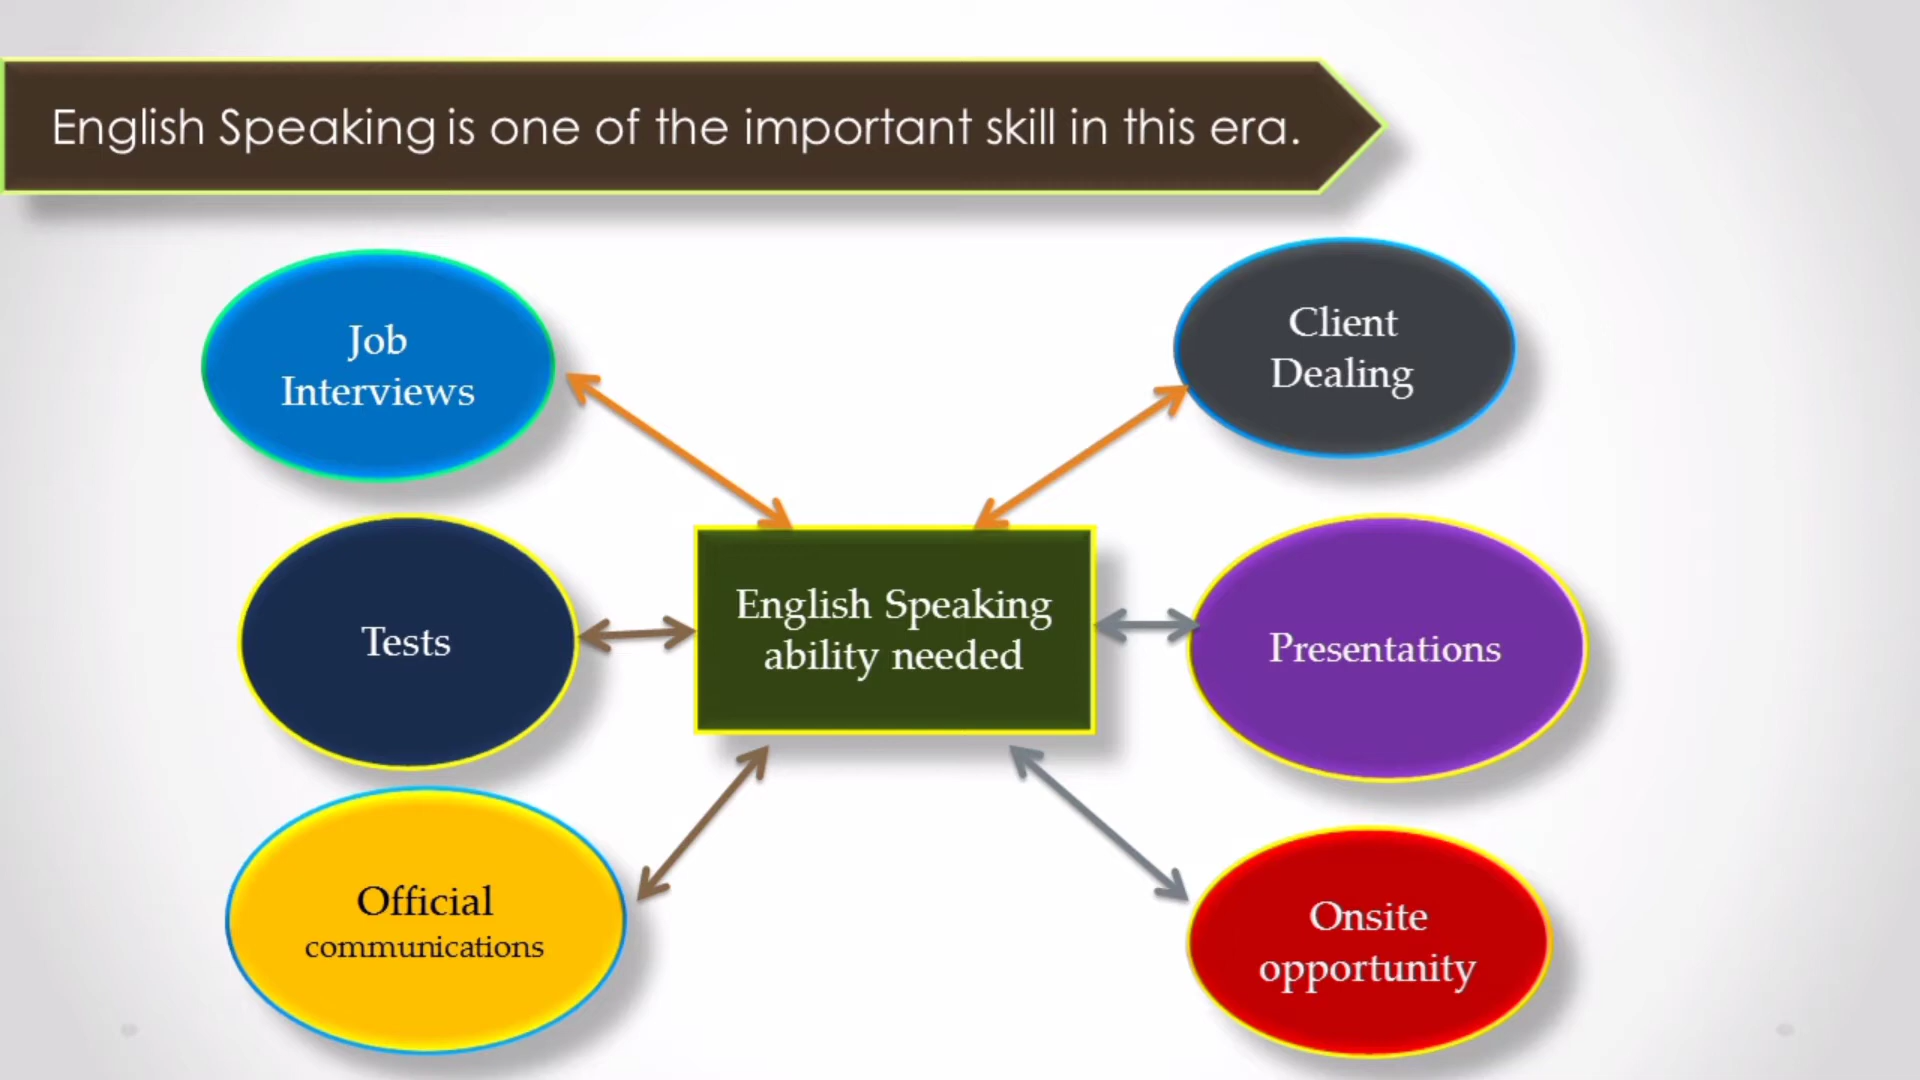 English Speaking is one of the important skill in this era.
Job
Interviews
Client
Dealing
Tests
English Speaking
ability needed
Presentations
Official
communications
Onsite
opportunity